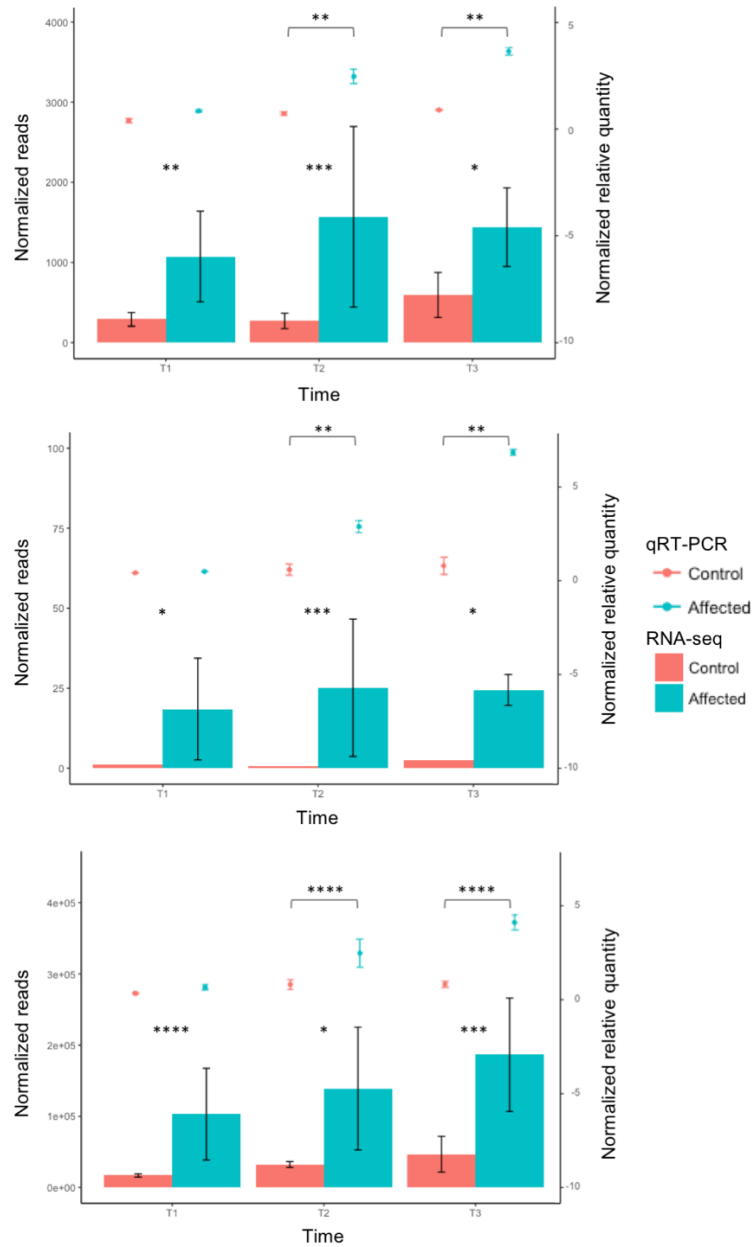 4000
3000
2000
1000
0
Normalized reads
5
0
-5
-10
Normalized relative quantity
** **
** *** *
T1 T2 T3
Time
100
75
50
25
0
Normalized reads
5
0
-5
-10
Normalized relative quantity
** **
* *** *
T1 T2 T3
Time
qRT-PCR
Control
Affected
RNA-seq
Control
Affected
4e+05
3e+05
2e+05
1e+05
0e+00
Normalized reads
5
0
-5
-10
Normalized relative quantity
**** ****
**** * ***
T1 T2 T3
Time